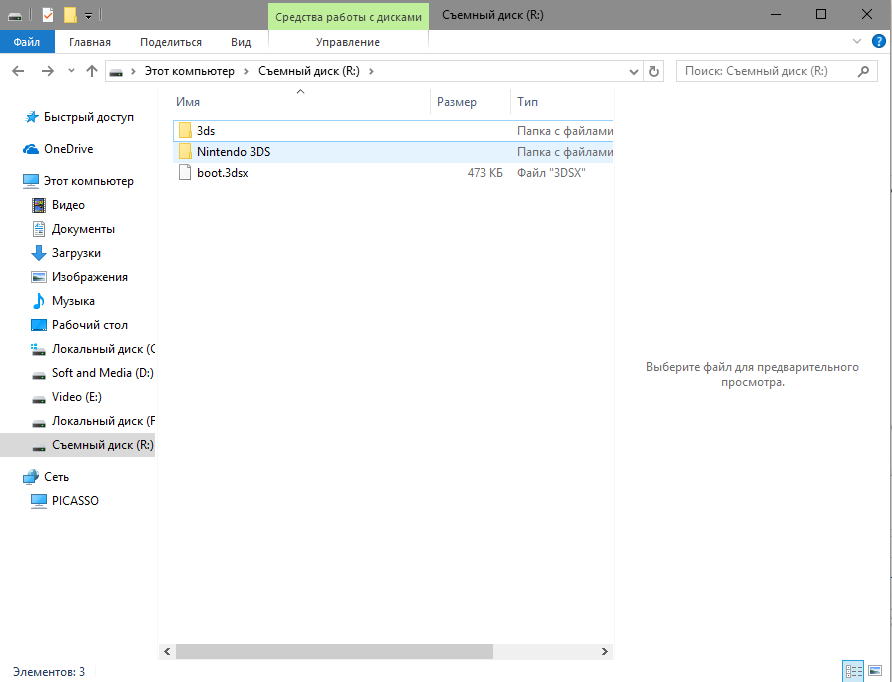 Средства работы с дисками
Съемный диск (R:)
Файл
Главная
Поделиться
Вид
Управление
Этот компьютер
Съемный диск (R:)
Поиск: Съемный диск (R:)
Имя
Размер
Тип
Быстрый доступ
OneDrive
Этот компьютер
Видео
Документы
Загрузки
Изображения
Музыка
Рабочий стол
Локальный диск (C
Soft and Media (D:)
Video (E:)
Локальный диск (F
Съемный диск (R:)
Сеть
PICASSO
3ds Папка с файлами
Nintendo 3DS Папка с файлами
boot.3dsx 473 КБ Файл "3DSX"
Выберите файл для предварительного
просмотра.
Элементов: 3